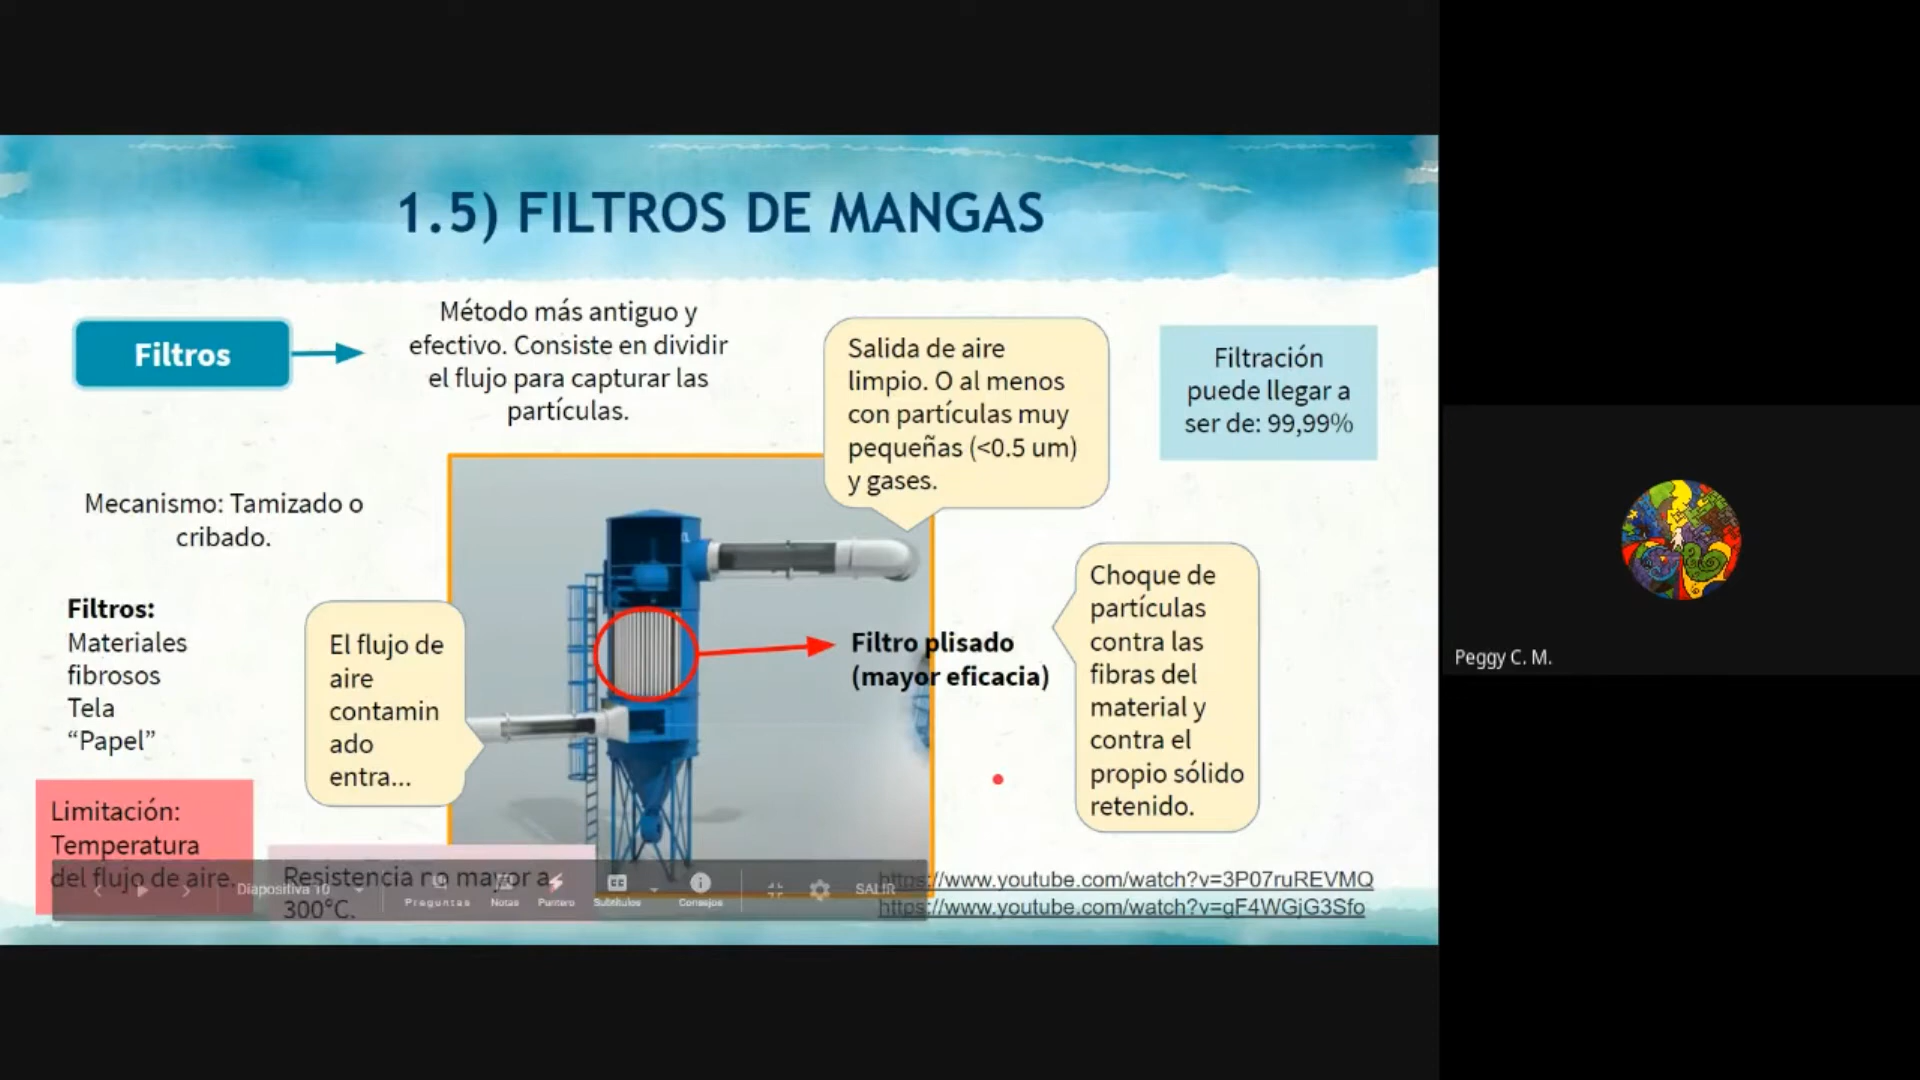 1.5) FILTROS DE MANGAS
Filtros
Método más antiguo y
efectivo. Consiste en dividir
el flujo para capturar las
partículas.
Salida de aire
limpio. O al menos
con partículas muy
pequeñas (<0.5 um)
y gases.
Filtración
puede llegar a
ser de: 99,99%
Mecanismo: Tamizado o
cribado.
Filtros:
Materiales
fibrosos
Tela
“Papel”
El flujo de
aire
contamin
ado
entra...
Filtro plisado
(mayor eficacia)
Choque de
partículas
contra las
fibras del
material y
contra el
propio sólido
retenido.
Limitación:
Temperatura
del flujo de aire.
Resistencia no mayor a
300°C.
Diapositiva 10
Preguntas
Notas
Puntero
CC
Subtítulos
Consejos
SALIR
https://www.youtube.com/watch?v=3P07ruREVMQ
https://www.youtube.com/watch?v=gF4WGjG3Sfo
Peggy C. M.